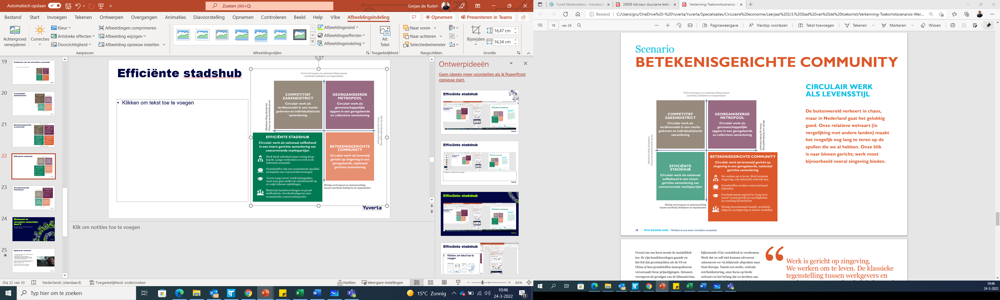 Automatisch opslaan
Zoeken (Alt+Q)
Gerjan de Ruiter
Bestand Start Invoegen Tekenen Ontwerpen Overgangen Animaties Diavoorstelling Opnemen Controleren Beeld Help Vibe Afbeeldingsindeling
Opnemen Presenteren in Teams
Achtergrond verwijderen
Correcties
Kleur
Artistieke effecten
Doorzichtigheid
Afbeeldingen comprimeren
Afbeelding wijzigen
Afbeelding opnieuw instellen
Aanpassen
Afbeeldingsstijlen
Afbeeldingsrand
Afbeeldingseffecten
Afbeeldingsindeling
Alt
Tekst
Toegankelijkheid
Naar voren
Naar achteren
Selectiedeelvenster
Rangschikken
Bijsnijden
16,47 cm
16,34 cm
Grootte
19
Toekomst van de circulaire economie
20
Competitief
zakendistrict
21
Betekenisgerichte
community
22
Efficiënte stadshub
23
Georganiseerde
metropool
24
Biobased en
circulaire materialen
deel II
25
Opdracht seminar
Efficiënte stadshub
• Klikken om tekst toe te voegen
Veel vertrouwen en samenwerking tussen
overheid, bedrijven en organisaties
Marktwerking dominant
Focus op economische groei
COMPETITIEF
ZAKENDISTRICT
Circulair werk als
verdienmodel in een markt-
gedreven en individualistische
samenleving
GEORGANISEERDE
METROPOOL
Circulair werk als
gemeenschappelijke
opgave in een gereguleerde
en collectieve samenleving
Sterke overheidsregulering
Focus op brede welvaart
EFFICIËNTE STADSHUB
Circulair werk als nationaal zelfbehoud
in een intern gerichte samenleving van
concurrerende marktpartijen
Werk biedt zekerheid maar weinig koop-
kracht. Lange werkweken en werk in de
informele economie
Grondstoffen zijn een economische speelbal
en bepalen ons concurrentievermogen
'Leven Lang Leren' wordt belangrijker,
want men gaat sneller de arbeidsmarkt op
en volgt inhouse opleidingen
Bilaterale handelsverdragen en grond-
stoffendeals. Overheidsuitgaven naar
economische concurrentiepositie
BETEKENISGERICHTE
COMMUNITY
Circulair werk als levenstijl
gericht op zingeving in een
gereguleerde, nationaal
gerichte samenleving
Weinig vertrouwen en samenwerking
tussen overheid, bedrijven en organisaties
Yuverta
Klik om notities toe te voegen
Ontwerpideeën
Geen ideeën meer voorstellen als ik PowerPoint
opnieuw start.
Efficiënte stadshub
Efficiënte stadshub
Efficiënte stadshub
Efficiënte stadshub
1. Klikken om tekst toe te
voegen
Dia 22 van 30 Nederlands (standaard) Toegankelijkheid: onderzoeken
Notities Weergave-instellingen 64%
Typ hier om te zoeken
15°C Zonnig
10:46
24-3-2022
11
Yunet Medewerkers - Introducti
26009 Adviseur duurzame leefo
Verkenning-Toekomstscenarios-
Bestand C:/Users/gru/OneDrive%20-%20Yuverta/Yuverta/Specialisaties/Circulaire%20economie/Leerjaar%203/3.%20Stad%20van%20de%20toekomst/Verkenning-Toekomstscenarios-Wer...
19 van 24 Paginaweergave Hardop voorlezen Tekst toevoegen Tekenen Markeren Wissen
Scenario
BETEKENISGERICHTE COMMUNITY
CIRCULAIR WERK
ALS LEVENSSTIJL
De buitenwereld verkeert in chaos,
maar in Nederland gaat het gelukkig
goed. Onze relatieve welvaart (in
vergelijking met andere landen) maakt
het mogelijk nog lang te teren op de
spullen die we al hebben. Onze blik
is naar binnen gericht; werk moet
bijvoorbeeld vooral zingeving bieden.
Veel vertrouwen en samenwerking tussen
overheid, bedrijven en organisaties
Marktwerking dominant
Focus op economische groei
COMPETITIEF
ZAKENDISTRICT
Circulair werk als
verdienmodel in een markt-
gedreven en individualistische
samenleving
GEORGANISEERDE
METROPOOL
Circulair werk als
gemeenschappelijke
opgave in een gereguleerde
en collectieve samenleving
Sterke overheidsregulering
Focus op brede welvaart
EFFICIËNTE
STADSHUB
Circulair werk als nationaal
zelfbehoud in een intern
gerichte samenleving van
concurrerende marktpartijen
BETEKENISGERICHTE COMMUNITY
Circulair werk als levenstijl gericht op
zingeving in een gereguleerde, nationaal
gerichte samenleving
We werken om te leven. Werk betekent
zingeving; ook onbetaald werk telt mee
Grondstoffen worden vooral nationaal
behouden
Overheid neemt regierol in 'Lang Leve
Leren' vooral gericht op vaardigheden
en coaching bij bedrijven
Weinig internationale handel, overheids-
uitgaven op zingeving en nieuwe modellen
Weinig vertrouwen en samenwerking
tussen overheid, bedrijven en organisaties
19 MVO NEDERLAND Werken in een meer circulaire economie
Overal om ons heen neemt de instabiliteit
toe. Er zijn handelsoorlogen gaande en
het feit dat grootmachten als de VS en
China al hun grondstoffen monopoliseren
veroorzaakt forse prijsstijgingen. Intussen
verergeren de gevolgen van de klimaatcrisis,
bijkomende CO2-voetafdruk te voorkomen.
Werk dat we zelf niet kunnen uitvoeren
outsourcen we via bilaterale afspraken naar
Oost-Europa. Vanuit een sterke, centrale
overheidssturing, onze focus op brede
welvaart en het belang dat we hechten aan
“ Werk is gericht op zingeving.
We werken om te leven. De klassieke
tegenstelling tussen werkgevers en
10:46
24-3-2022